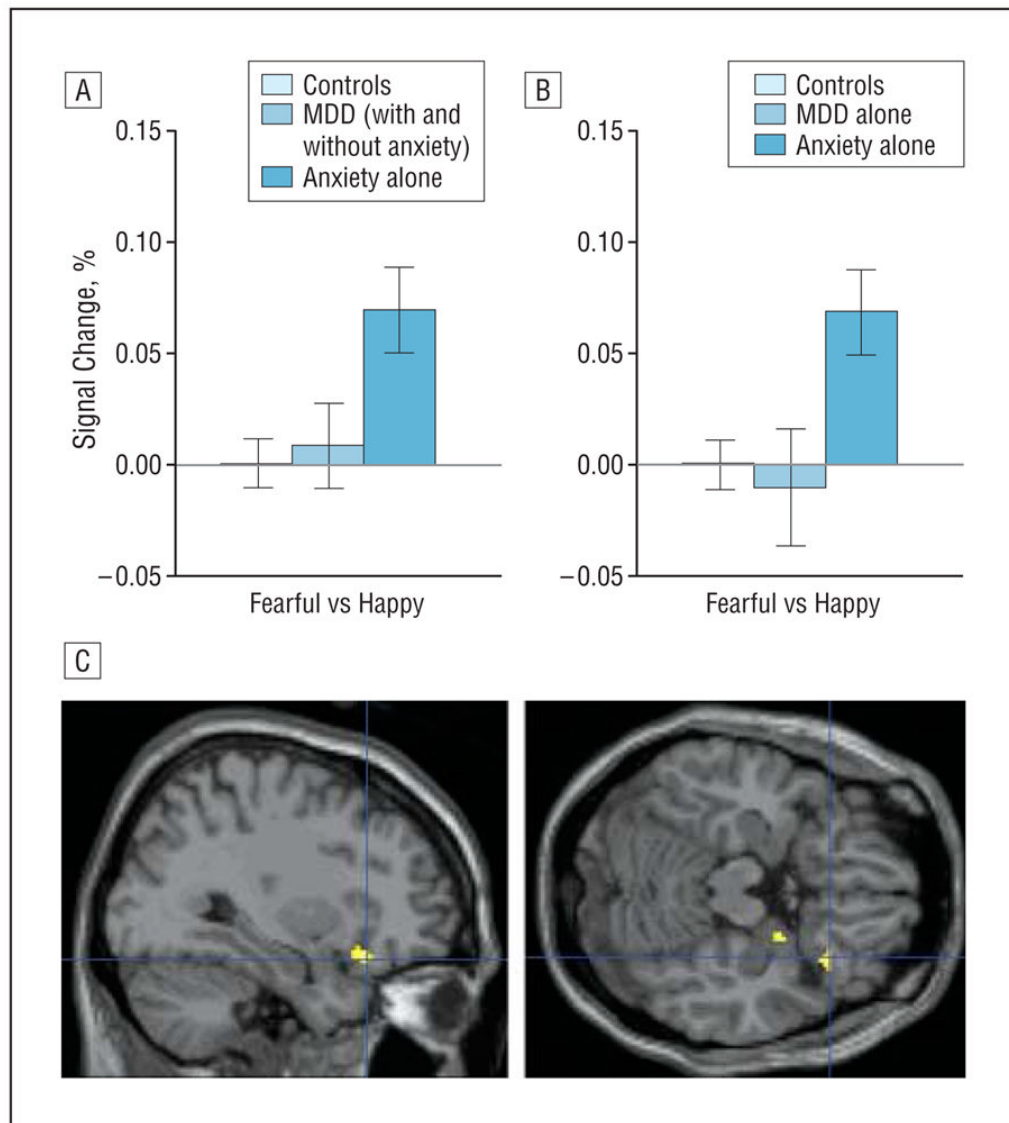 A
Controls
MDD (with and
without anxiety)
Anxiety alone
0.15
0.10
0.05
0.00
−0.05
Signal Change, %
Fearful vs Happy
B
Controls
MDD alone
Anxiety alone
0.15
0.10
0.05
0.00
−0.05
Fearful vs Happy
C